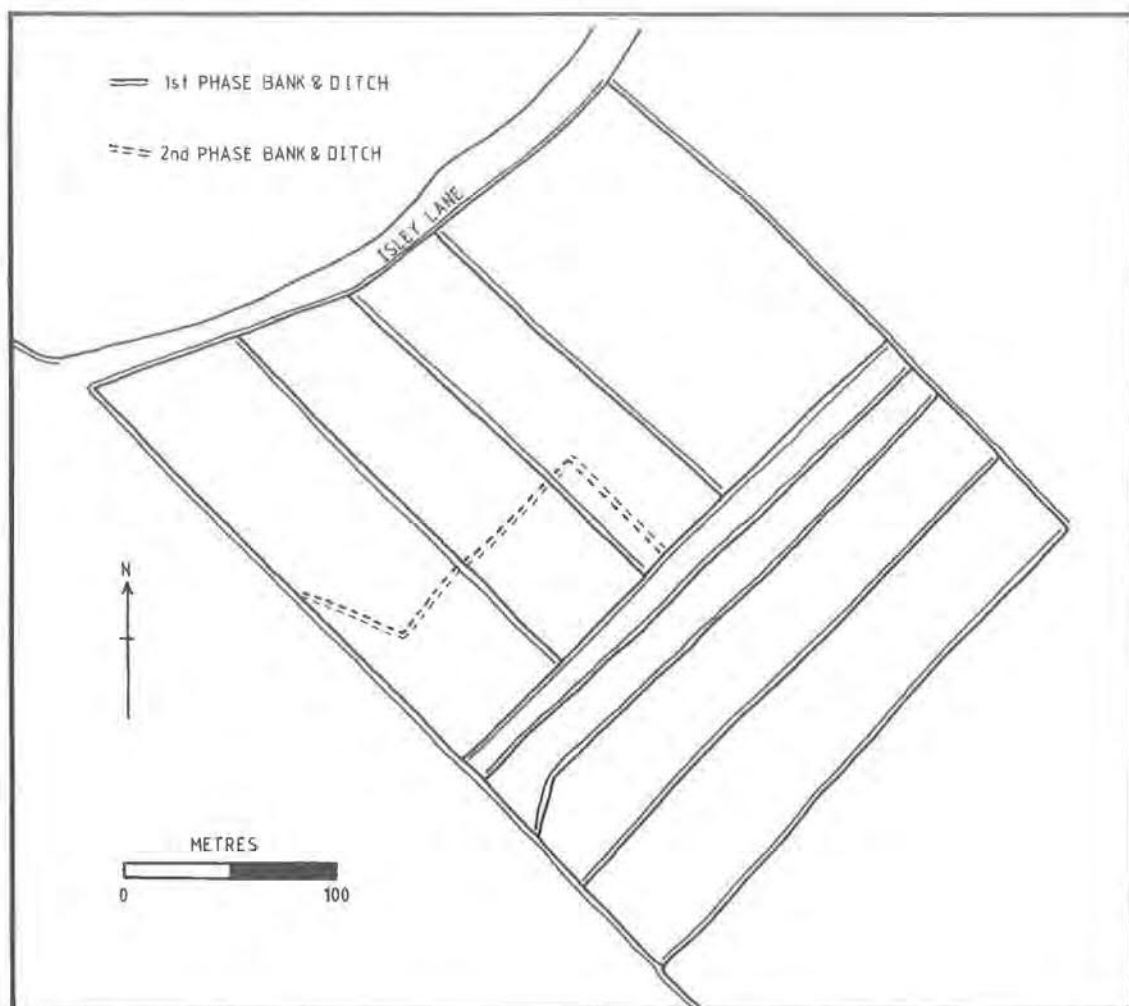 1st PHASE BANK & DITCH
2nd PHASE BANK & DITCH
ISLEY LANE
N
METRES
0 100